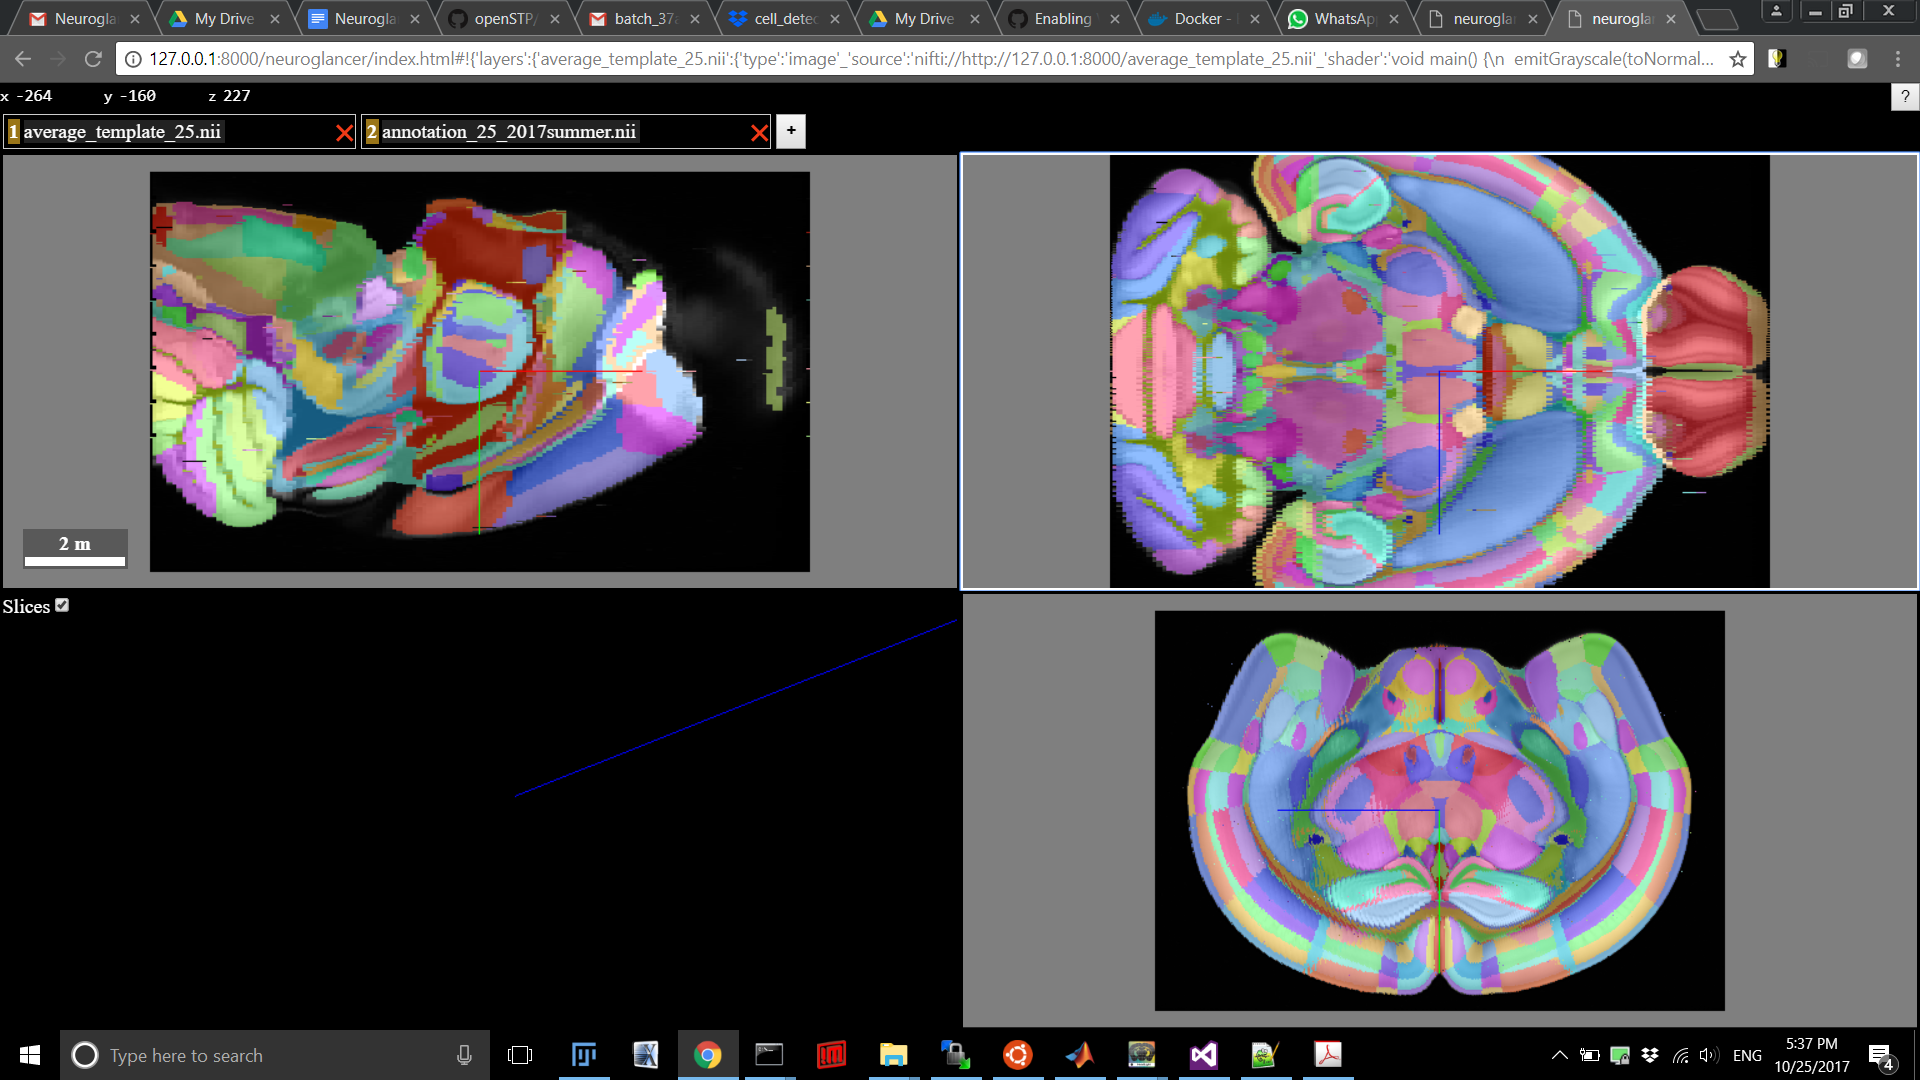 Neurogla
My Drive
Neurogl
openSTP/
batch_37
cell_dete
My Drive
Enabling
Docker -
WhatsAp
neurogla
neurogla
127.0.0.1:8000/neuroglancer/index.html#!{'layers':{'average_template_25.nii':{'type':'image'_'source':'nifti://http://127.0.0.1:8000/average_template_25.nii'_'shader':'void main() {\n emitGrayscale(toNormal...
x -264 y -160 z 227
?
1 average_template_25.nii
2 annotation_25_2017summer.nii
+
2 m
Slices
Type here to search
ENG
5:37 PM
10/25/2017
4